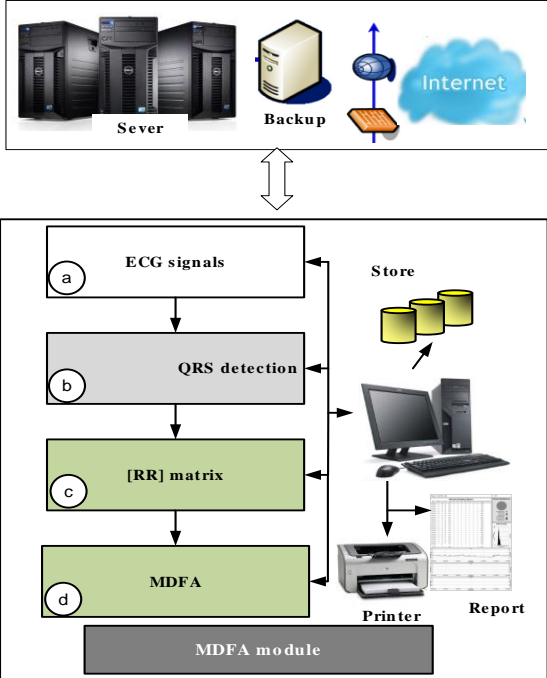 Sever
Backup
Internet
ECG signals
a
Store
QRS detection
b
[RR] matrix
c
MDFA
d
Printer
Report
MDFA module